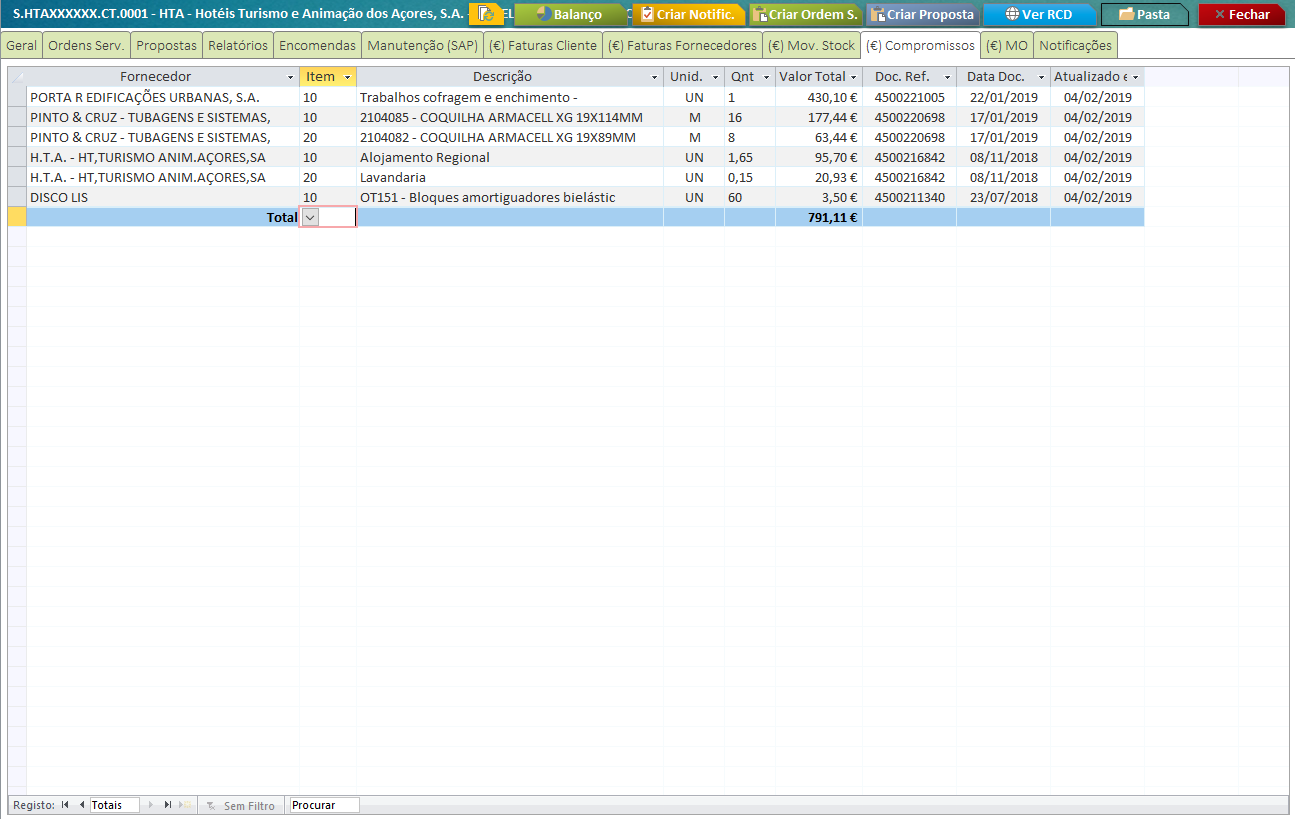 S.HTAXXXXXX.CT.0001 - HTA - Hotéis Turismo e Animação dos Açores, S.A. - EL Balanço Criar Notific. Criar Ordem S. Criar Proposta Ver RCD Pasta Fechar
Geral Ordens Serv. Propostas Relatórios Encomendas Manutenção (SAP) (€) Faturas Cliente (€) Faturas Fornecedores (€) Mov. Stock (€) Compromissos (€) MO Notificações
Fornecedor Item Descrição Unid. Qnt Valor Total Doc. Ref. Data Doc. Atualizado e
PORTA R EDIFICAÇÕES URBANAS, S.A. 10 Trabalhos cofragem e enchimento - UN 1 430,10 € 4500221005 22/01/2019 04/02/2019
PINTO & CRUZ - TUBAGENS E SISTEMAS, 10 2104085 - COQUILHA ARMACELL XG 19X114MM M 16 177,44 € 4500220698 17/01/2019 04/02/2019
PINTO & CRUZ - TUBAGENS E SISTEMAS, 20 2104082 - COQUILHA ARMACELL XG 19X89MM M 8 63,44 € 4500220698 17/01/2019 04/02/2019
H.T.A. - HT,TURISMO ANIM.AÇORES,SA 10 Alojamento Regional UN 1,65 95,70 € 4500216842 08/11/2018 04/02/2019
H.T.A. - HT,TURISMO ANIM.AÇORES,SA 20 Lavandaria UN 0,15 20,93 € 4500216842 08/11/2018 04/02/2019
DISCO LIS 10 OT151 - Bloques amortiguadores bielástic UN 60 3,50 € 4500211340 23/07/2018 04/02/2019
Total 791,11 €
Registo: Totais Sem Filtro Procurar